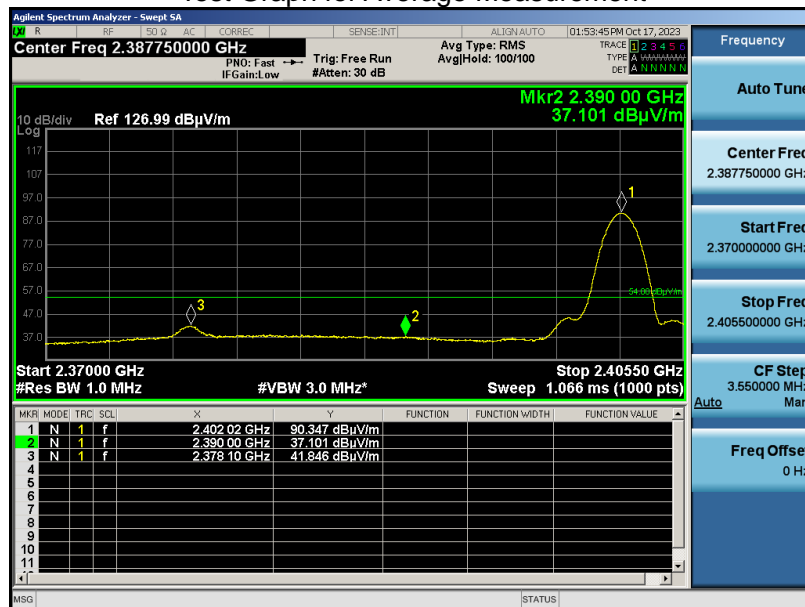 Test Graph for Average Measurement
Agilent Spectrum Analyzer - Swept SA
LXI R RF 50 Ω AC CORREC SENSE:INT ALIGN AUTO 01:53:45 PM Oct 17, 2023
Center Freq 2.387750000 GHz
PNO: Fast
IFGain:Low
Trig: Free Run
#Atten: 30 dB
Avg Type: RMS
Avg|Hold: 100/100
TRACE 1 2 3 4 5 6
TYPE A WWWWW
DET A N N N N N
Mkr2 2.390 00 GHz
37.101 dBµV/m
10 dB/div Ref 126.99 dBµV/m
Log
117
107
97.0
87.0
77.0
67.0
57.0
47.0
37.0
1
2
3
54.00 dBµV/m
Start 2.37000 GHz Stop 2.40550 GHz
#Res BW 1.0 MHz #VBW 3.0 MHz* Sweep 1.066 ms (1000 pts)
MKR MODE TRC SCL X Y FUNCTION FUNCTION WIDTH FUNCTION VALUE
1 N 1 f 2.402 02 GHz 90.347 dBµV/m
2 N 1 f 2.390 00 GHz 37.101 dBµV/m
3 N 1 f 2.378 10 GHz 41.846 dBµV/m
4
5
6
7
8
9
10
11
MSG STATUS
Frequency
Auto Tune
Center Freq
2.387750000 GHz
Start Freq
2.370000000 GHz
Stop Freq
2.405500000 GHz
CF Step
3.550000 MHz
Auto Man
Freq Offset
0 Hz